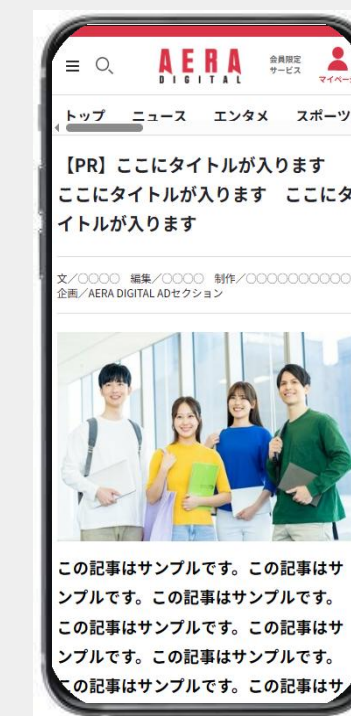 AERA
DIGITAL
会員限定
サービス
マイペー
トップ ニュース エンタメ スポーツ
【PR】ここにタイトルが入ります
ここにタイトルが入ります ここにタ
イトルが入ります
文/○○○○ 編集/○○○○ 制作/○○○○○○○○○○
企画/AERA DIGITAL ADセクション
この記事はサンプルです。この記事はサ
ンプルです。この記事はサンプルです。
この記事はサンプルです。この記事はサ
ンプルです。この記事はサンプルです。
この記事はサンプルです。この記事はサ